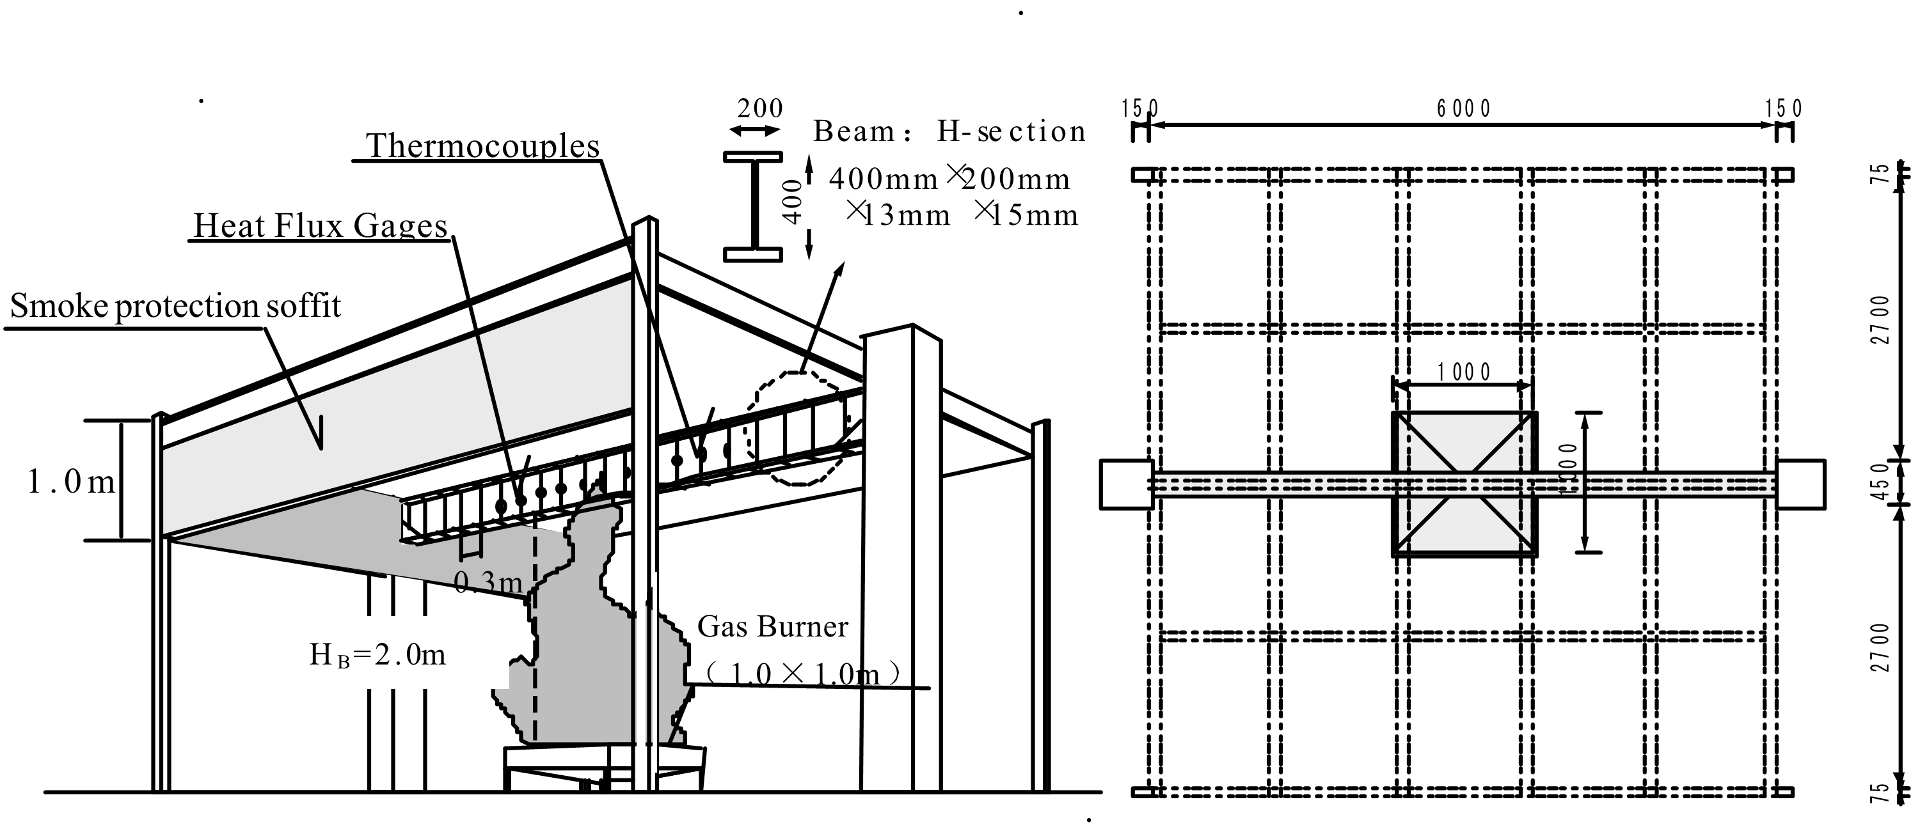 200
Beam: H-section
400mm×200mm
×13mm ×15mm
400
Thermocouples
Heat Flux Gages
Smoke protection soffit
1.0m
0.3m
HB=2.0m
Gas Burner
(1.0×1.0m)
150
6000
150
75
2700
1000
1000
450
2700
75